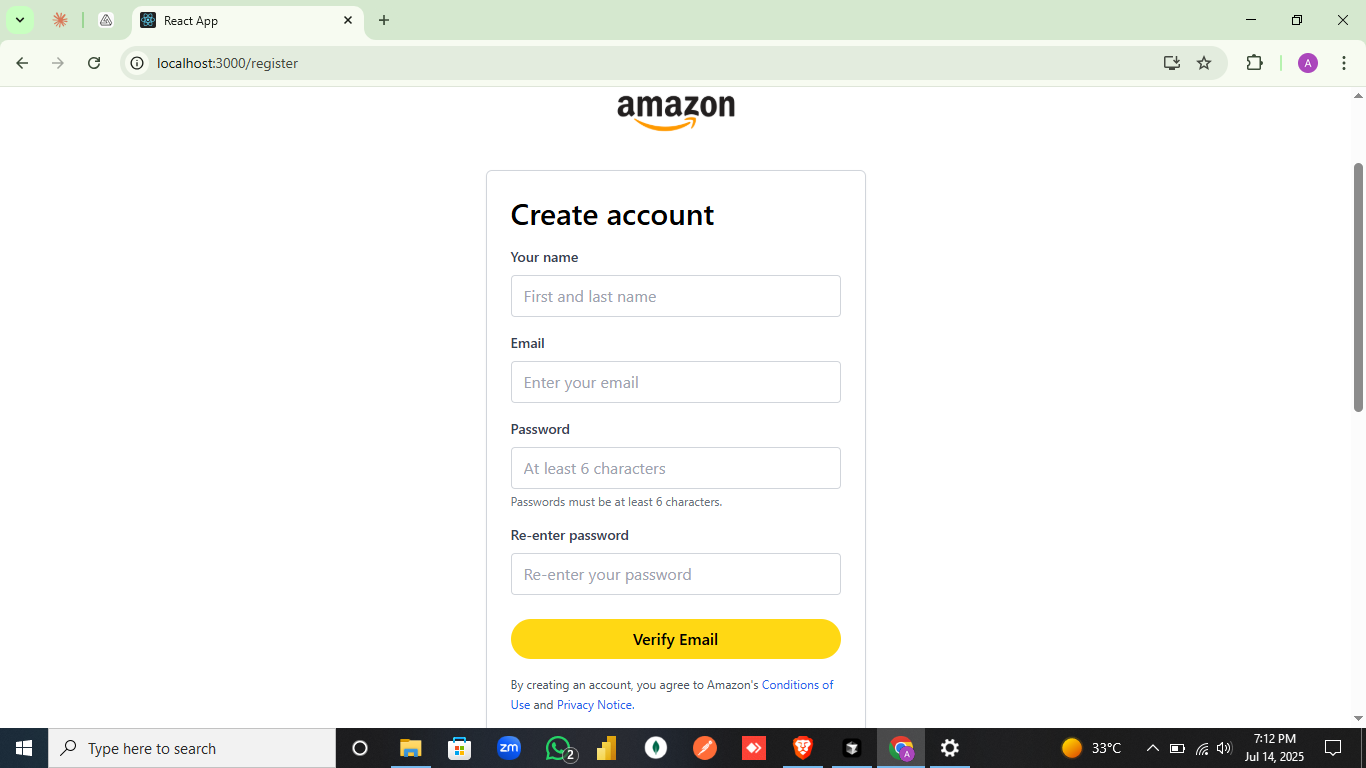 React App
localhost:3000/register
A
amazon
Create account
Your name
First and last name
Email
Enter your email
Password
At least 6 characters
Passwords must be at least 6 characters.
Re-enter password
Re-enter your password
Verify Email
By creating an account, you agree to Amazon's Conditions of
Use and Privacy Notice.
Type here to search
zm
2
A
33°C
7:12 PM
Jul 14, 2025